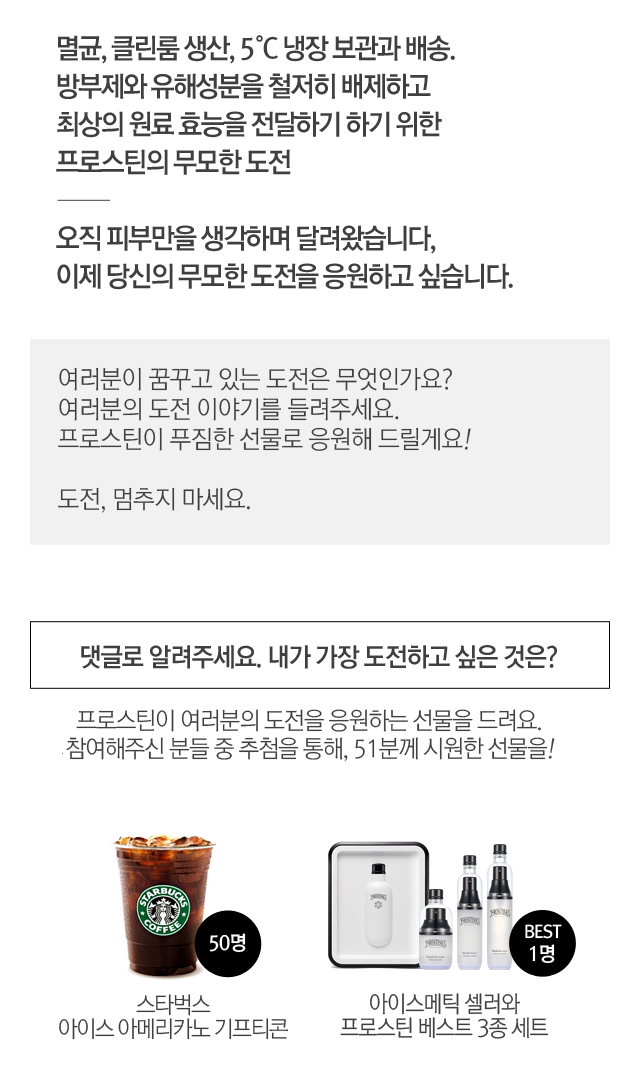 멸균, 클린룸 생산, 5℃ 냉장 보관과 배송.
방부제와 유해성분을 철저히 배제하고
최상의 원료 효능을 전달하기 하기 위한
프로스틴의 무모한 도전
오직 피부만을 생각하며 달려왔습니다,
이제 당신의 무모한 도전을 응원하고 싶습니다.
여러분이 꿈꾸고 있는 도전은 무엇인가요?
여러분의 도전 이야기를 들려주세요.
프로스틴이 푸짐한 선물로 응원해 드릴게요!
도전, 멈추지 마세요.
댓글로 알려주세요. 내가 가장 도전하고 싶은 것은?
프로스틴이 여러분의 도전을 응원하는 선물을 드려요.
참여해주신 분들 중 추첨을 통해, 51분께 시원한 선물을!
STARBUCKS
COFFEE
50명
BEST
1명
스타벅스
아이스 아메리카노 기프티콘
아이스메틱 셀러와
프로스틴 베스트 3종 세트